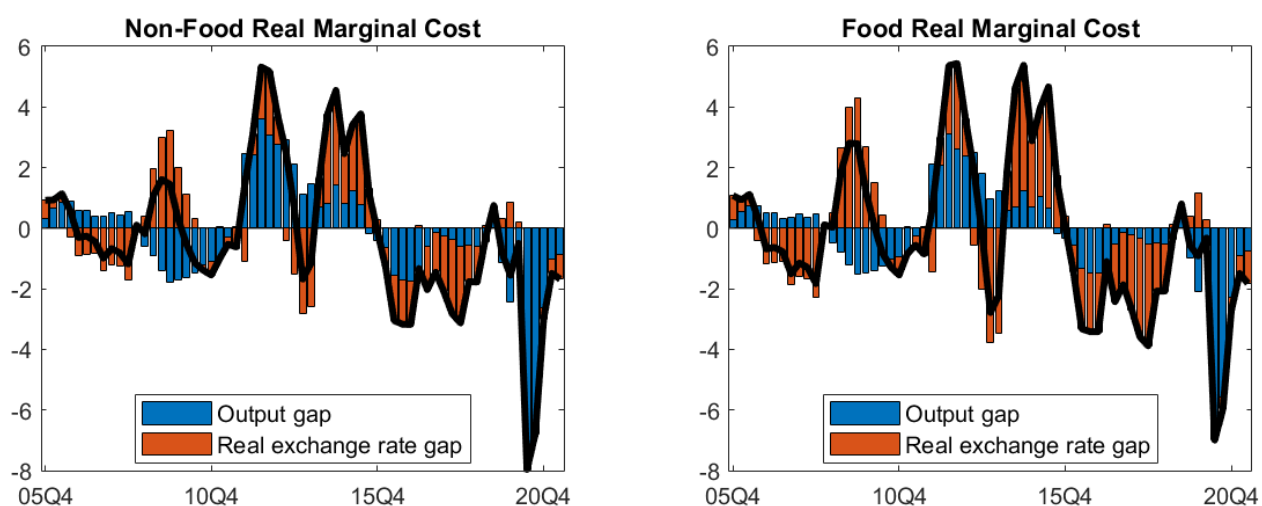 Non-Food Real Marginal Cost
6
4
2
0
-2
-4
-6
-8
05Q4 10Q4 15Q4 20Q4
Output gap
Real exchange rate gap
Food Real Marginal Cost
6
4
2
0
-2
-4
-6
-8
05Q4 10Q4 15Q4 20Q4
Output gap
Real exchange rate gap